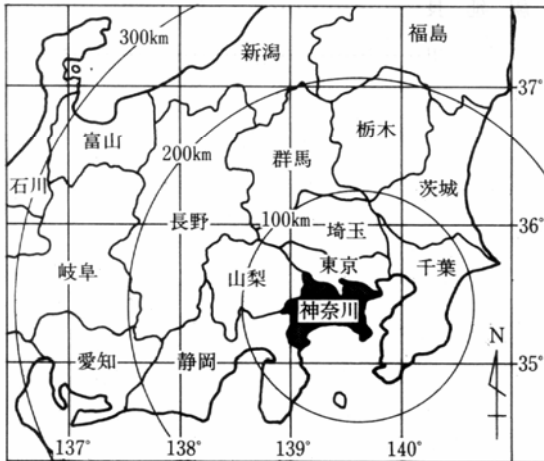 300km
新潟
福島
37°
富山
200km
群馬
栃木
石川
長野
100km
茨城
36°
埼玉
岐阜
山梨
東京
千葉
神奈川
愛知
静岡
35°
N
137°
138°
139°
140°